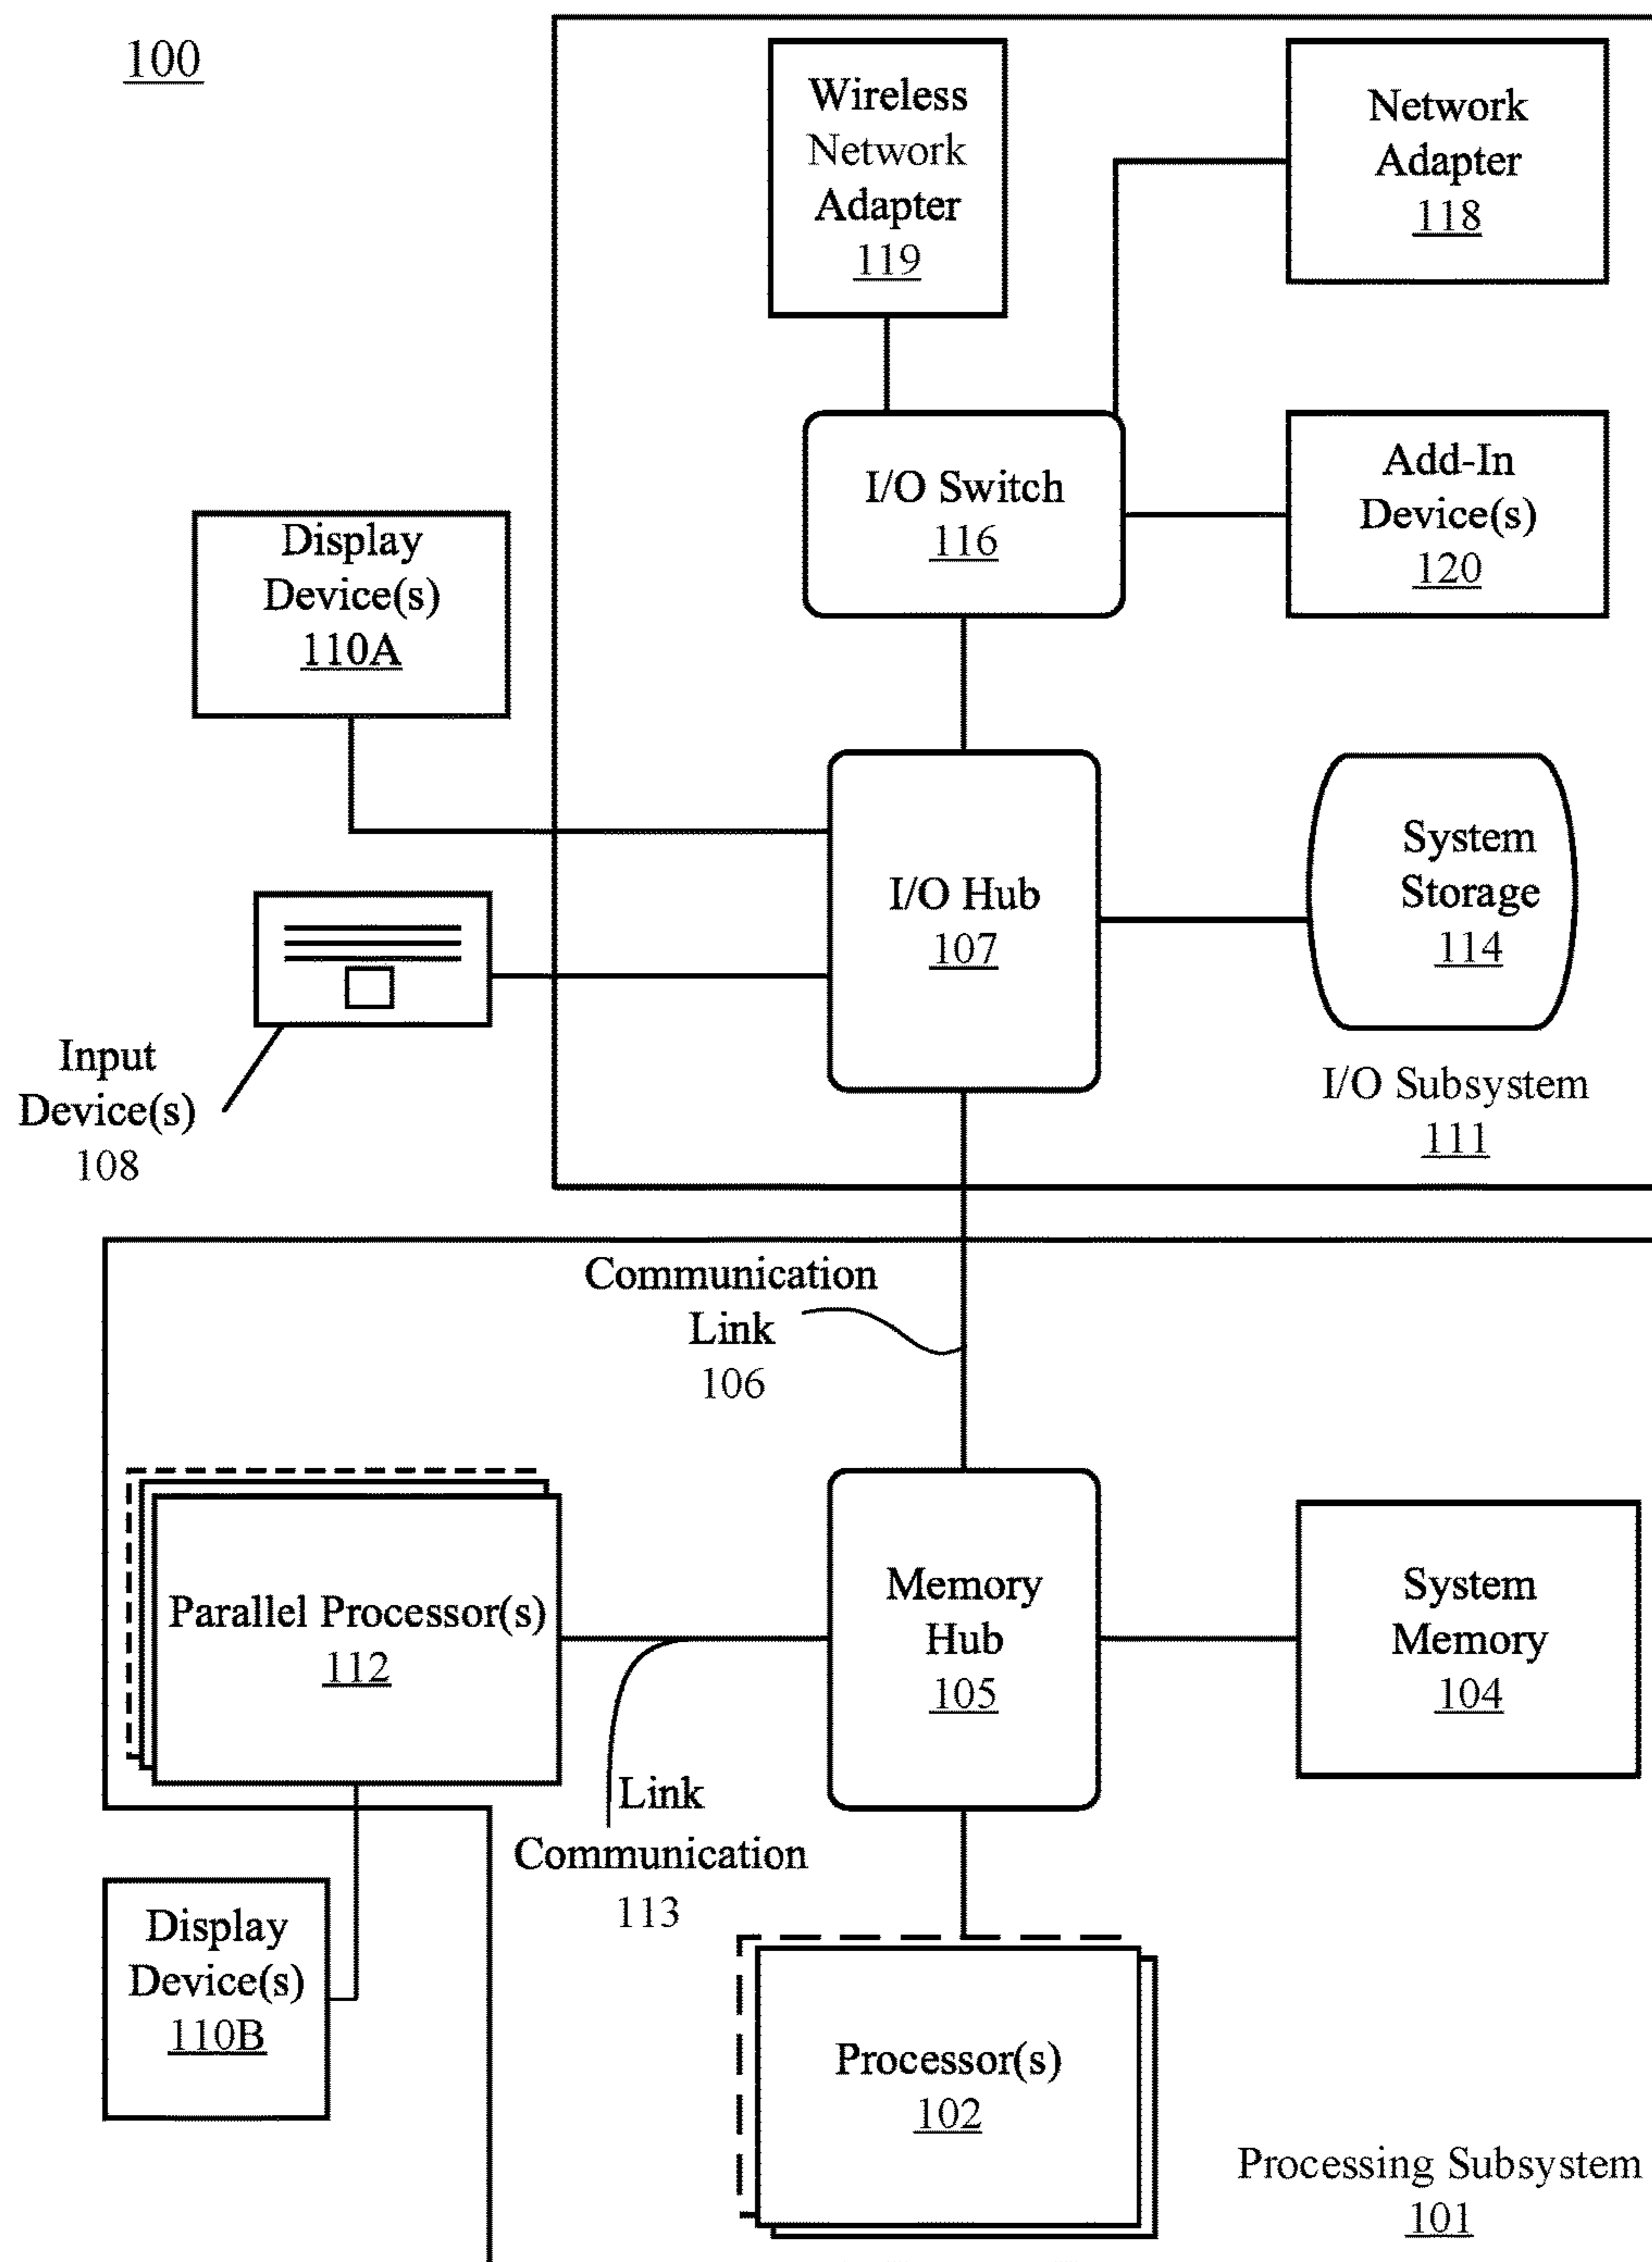 100
Wireless
Network
Adapter
119
Network
Adapter
118
I/O Switch
116
Add-In
Device(s)
120
Display
Device(s)
110A
I/O Hub
107
System
Storage
114
Input
Device(s)
108
I/O Subsystem
111
Communication
Link
106
Parallel Processor(s)
112
Memory
Hub
105
System
Memory
104
Link
Communication
113
Display
Device(s)
110B
Processor(s)
102
Processing Subsystem
101